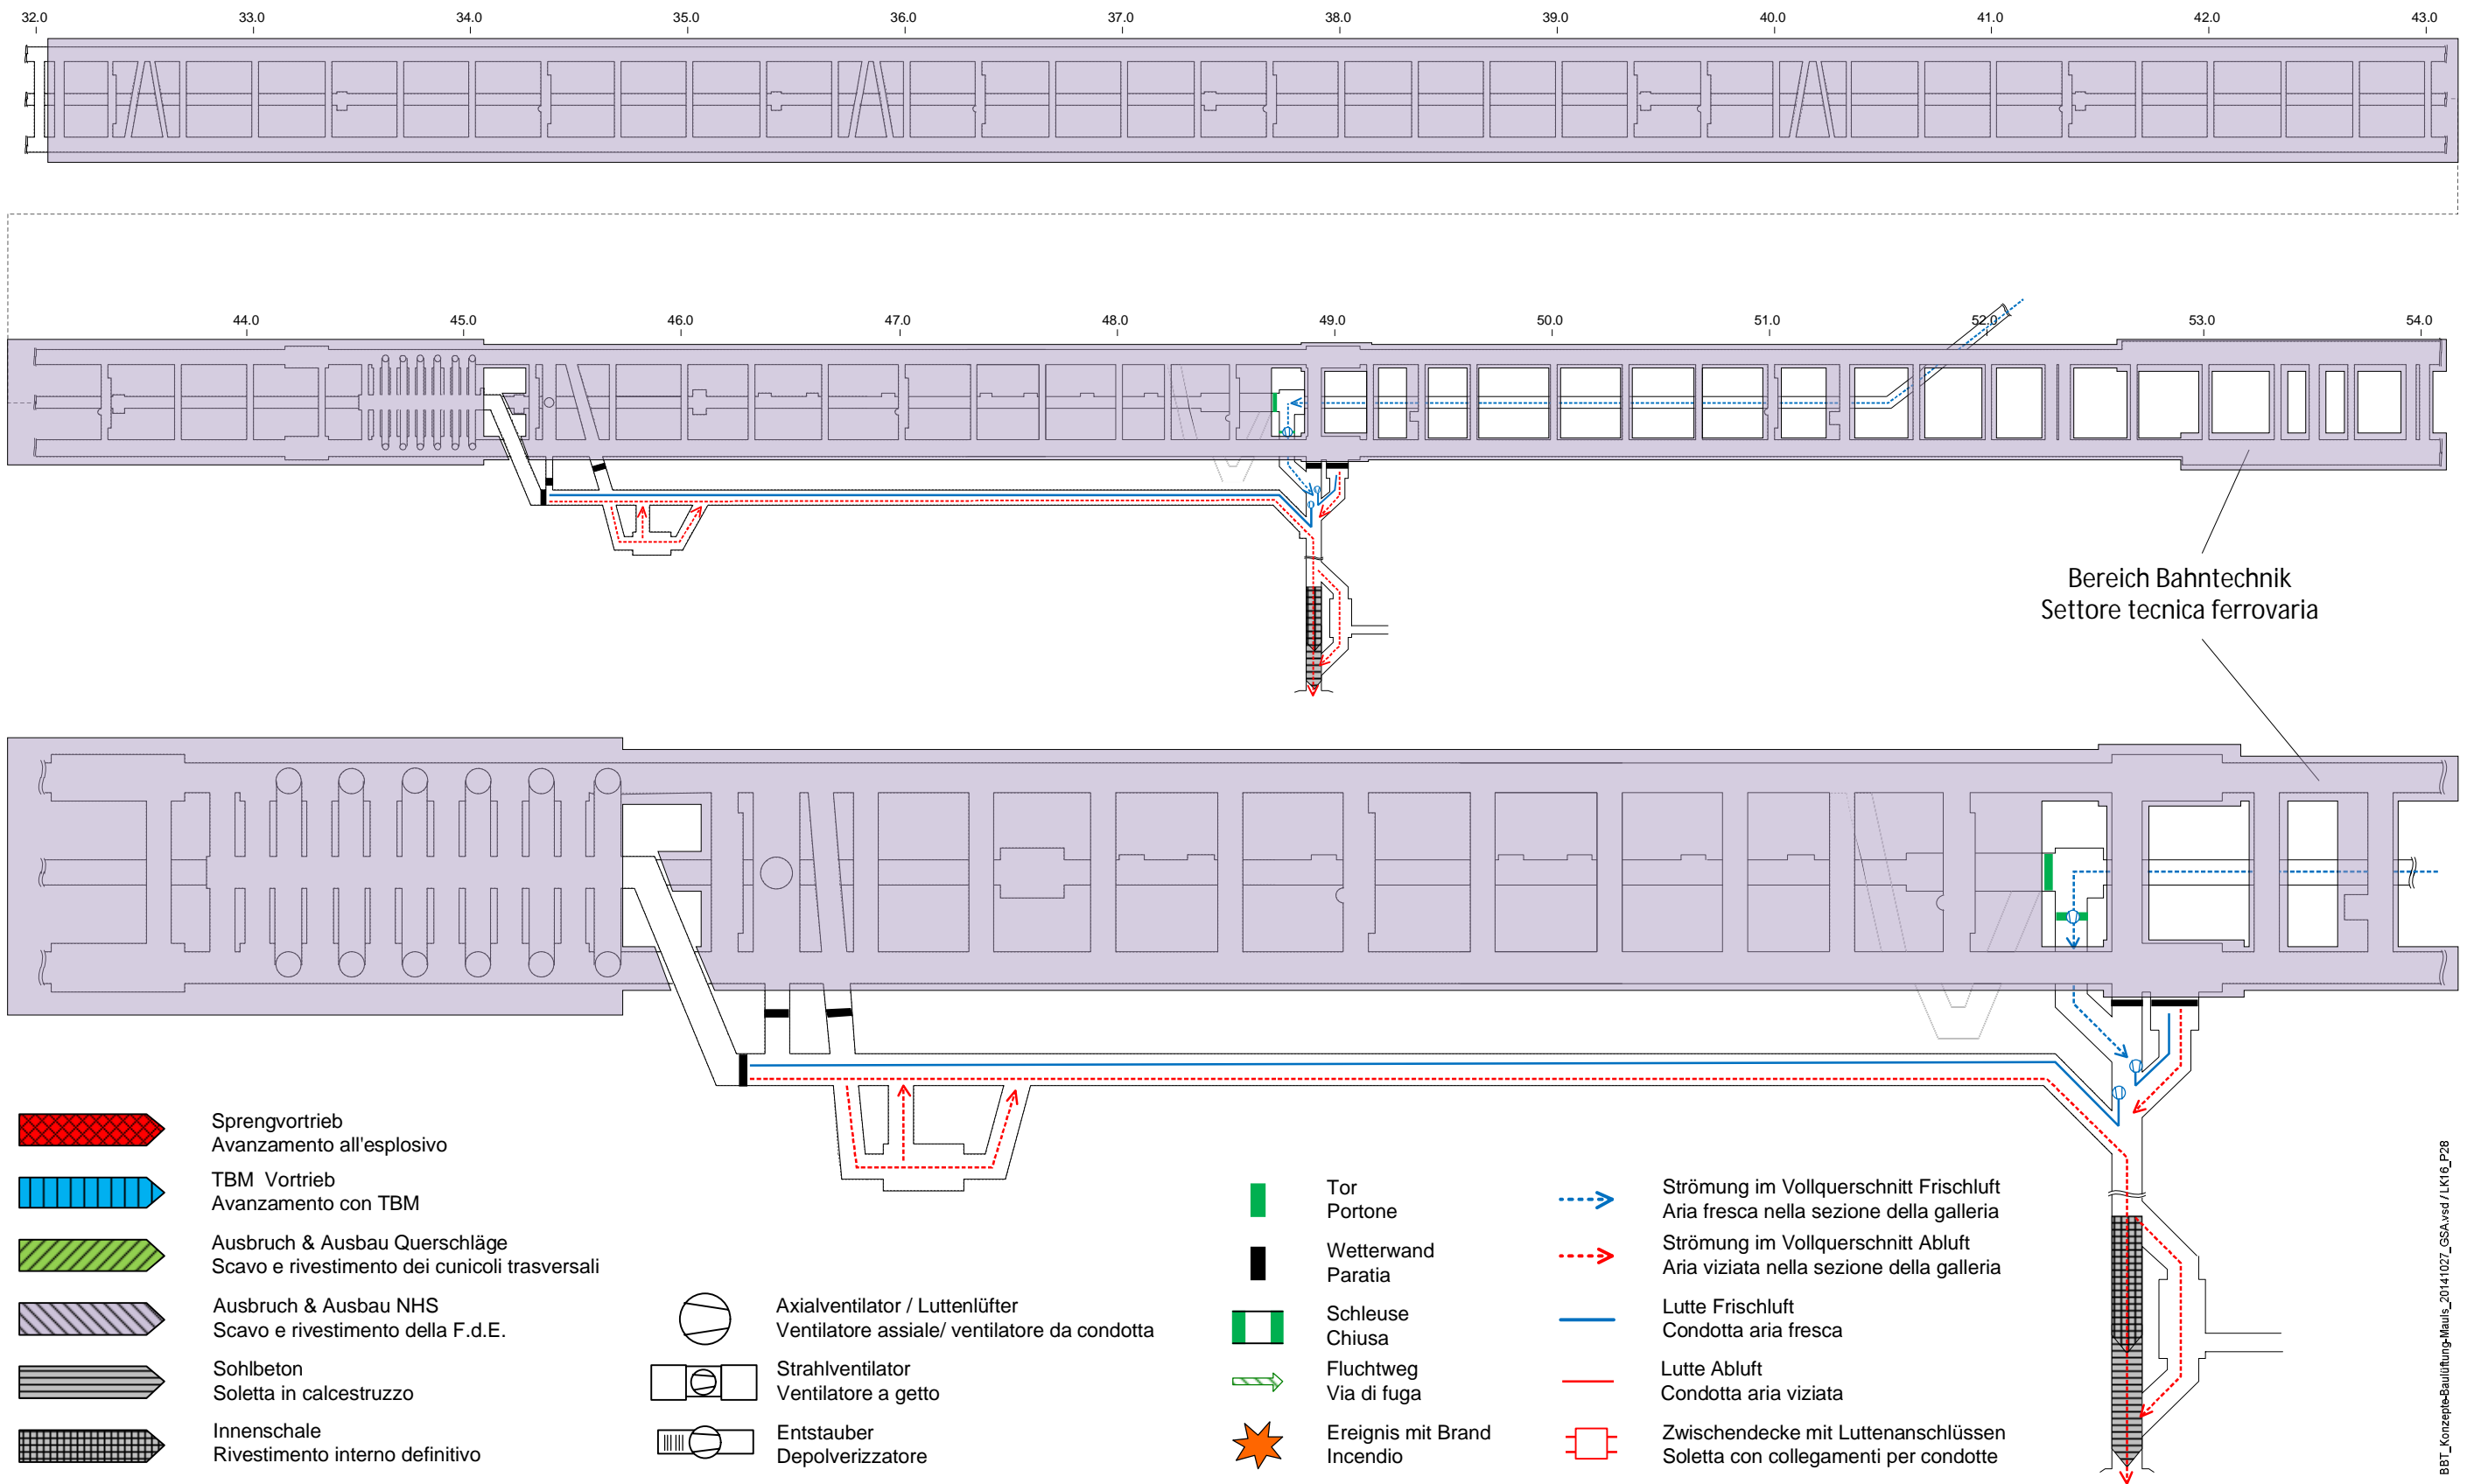 32.0 33.0 34.0 35.0 36.0 37.0 38.0 39.0 40.0 41.0 42.0 43.0
44.0 45.0 46.0 47.0 48.0 49.0 50.0 51.0 52.0 53.0 54.0
Bereich Bahntechnik
Settore tecnica ferrovaria
Sprengvortrieb
Avanzamento all'esplosivo
TBM Vortrieb
Avanzamento con TBM
Ausbruch & Ausbau Querschläge
Scavo e rivestimento dei cunicoli trasversali
Ausbruch & Ausbau NHS
Scavo e rivestimento della F.d.E.
Sohlbeton
Soletta in calcestruzzo
Innenschale
Rivestimento interno definitivo
Axialventilator / Luttenlüfter
Ventilatore assiale/ ventilatore da condotta
Strahlventilator
Ventilatore a getto
Entstauber
Depolverizzatore
Tor
Portone
Wetterwand
Paratia
Schleuse
Chiusa
Fluchtweg
Via di fuga
Ereignis mit Brand
Incendio
Strömung im Vollquerschnitt Frischluft
Aria fresca nella sezione della galleria
Strömung im Vollquerschnitt Abluft
Aria viziata nella sezione della galleria
Lutte Frischluft
Condotta aria fresca
Lutte Abluft
Condotta aria viziata
Zwischendecke mit Luttenanschlüssen
Soletta con collegamenti per condotte
BBT_Konzepte-Baulüftung-Mauls_20141027_GSA.vsd / LK16_P28